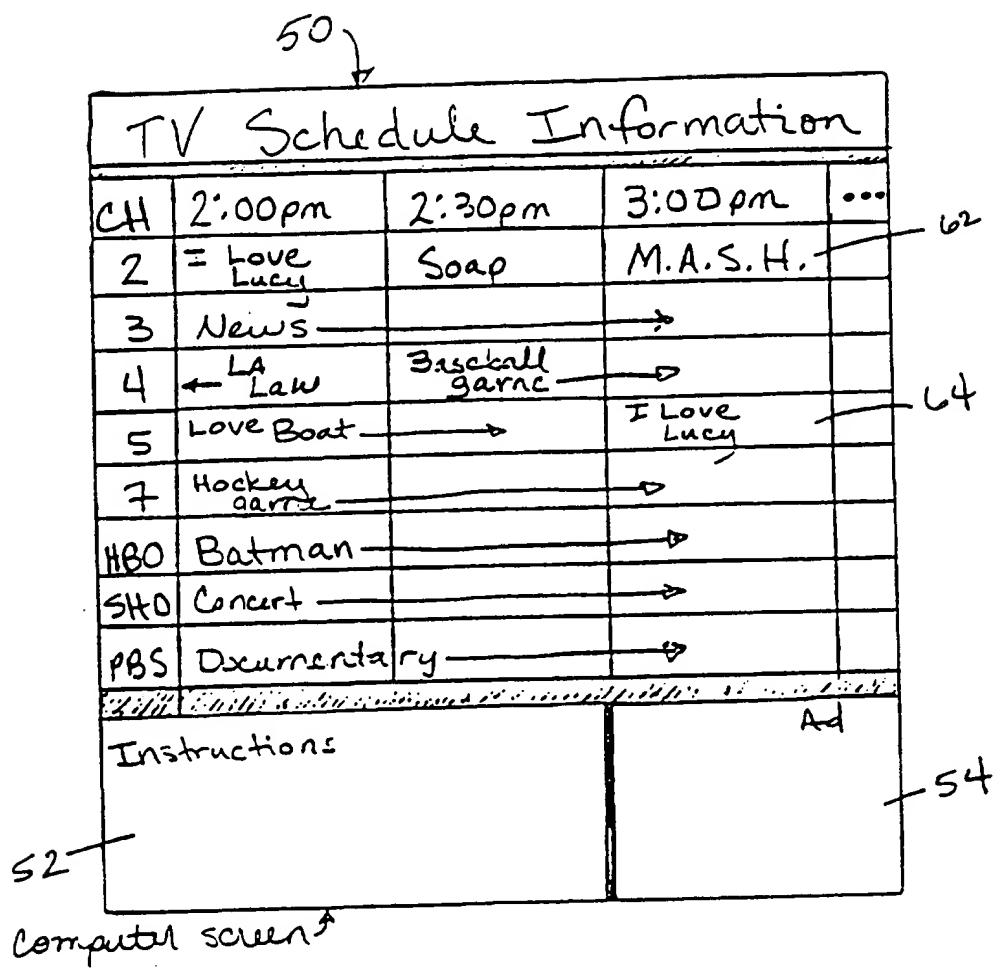 50
TV Schedule Information
CH 2:00pm 2:30pm 3:00pm ...
62
2 I Love Soap M.A.S.H.
Lucy
3 News
4 LA Baseball
Law game
64
5 Love Boat I Love
Lucy
7 Hockey
game
HBO Batman
SHO Concert
PBS Documentary
Ad
Instructions
54
52
Computer screen